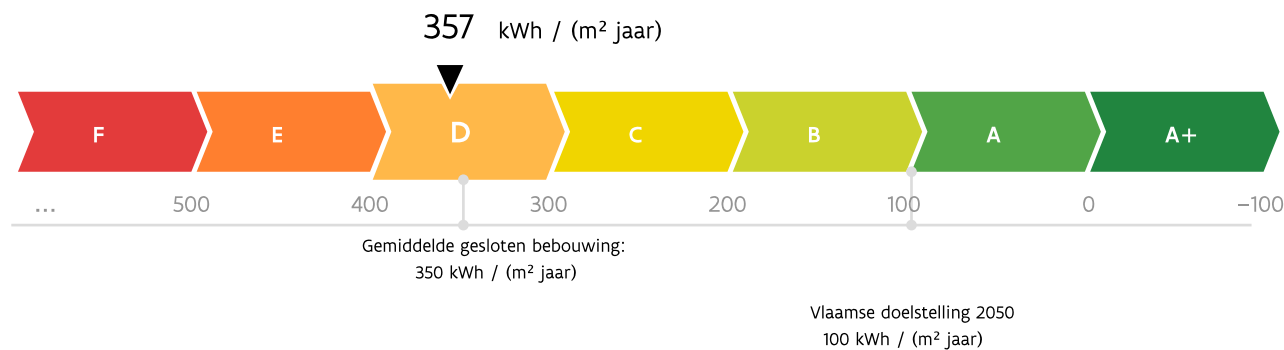 357 kWh / (m² jaar)
F E D C B A A+
... 500 400 300 200 100 0 –100
Gemiddelde gesloten bebouwing:
350 kWh / (m² jaar)
Vlaamse doelstelling 2050
100 kWh / (m² jaar)